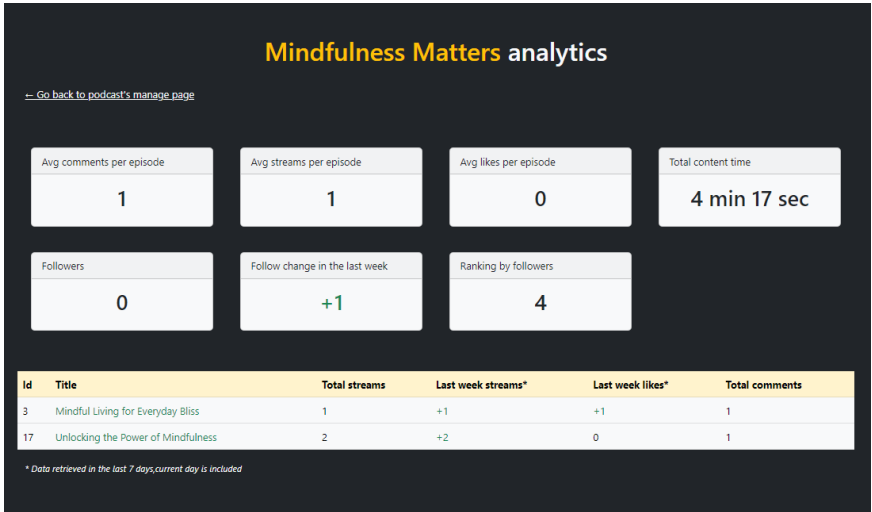 Mindfulness Matters analytics
← Go back to podcast's manage page
Avg comments per episode
1
Avg streams per episode
1
Avg likes per episode
0
Total content time
4 min 17 sec
Followers
0
Follow change in the last week
+1
Ranking by followers
4
Id Title Total streams Last week streams* Last week likes* Total comments
3 Mindful Living for Everyday Bliss 1 +1 +1 1
17 Unlocking the Power of Mindfulness 2 +2 0 1
* Data retrieved in the last 7 days,current day is included